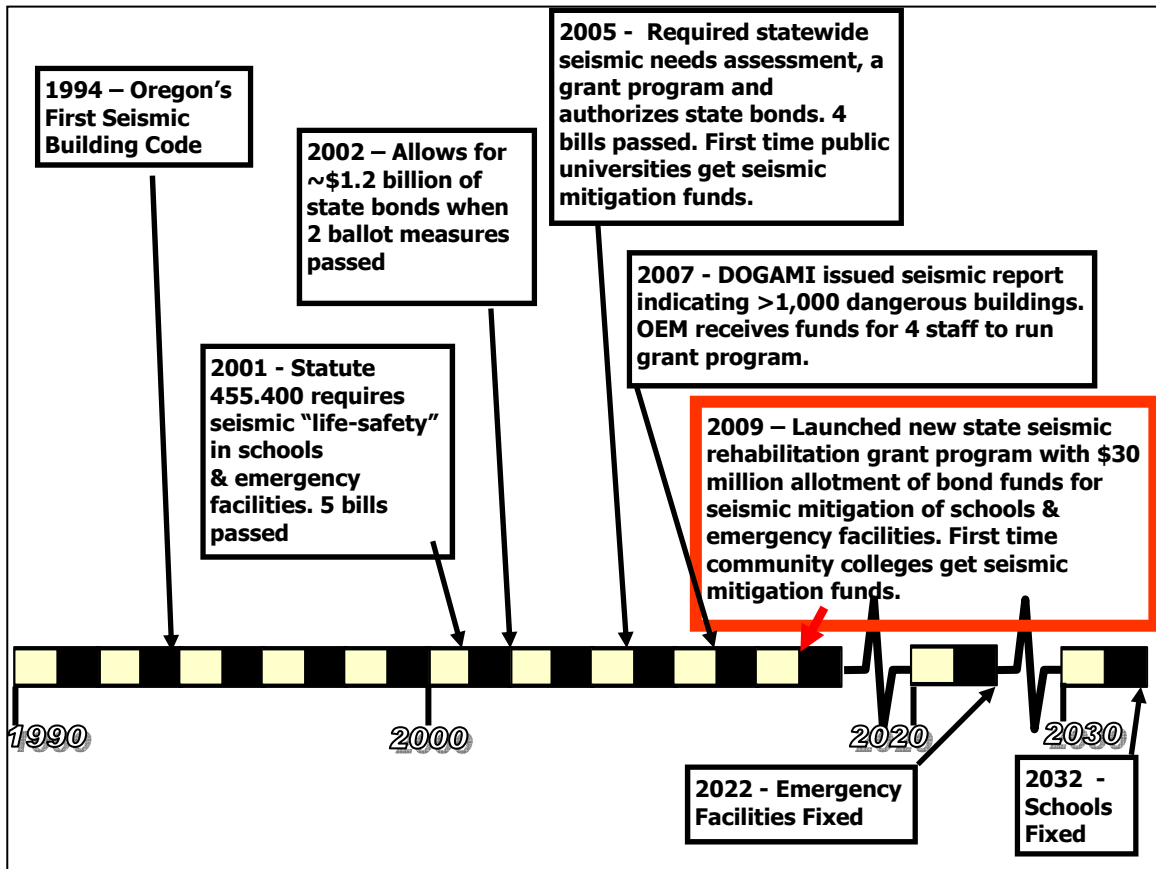 1994 – Oregon's
First Seismic
Building Code
2002 – Allows for
~$1.2 billion of
state bonds when
2 ballot measures
passed
2005 -  Required statewide
seismic needs assessment, a
grant program and
authorizes state bonds. 4
bills passed. First time public
universities get seismic
mitigation funds.
2001 - Statute
455.400 requires
seismic “life-safety”
in schools
& emergency
facilities. 5 bills
passed
2007 - DOGAMI issued seismic report
indicating >1,000 dangerous buildings.
OEM receives funds for 4 staff to run
grant program.
2009 – Launched new state seismic
rehabilitation grant program with $30
million allotment of bond funds for
seismic mitigation of schools &
emergency facilities. First time
community colleges get seismic
mitigation funds.
1990
2000
2020
2030
2022 - Emergency
Facilities Fixed
2032  -
Schools
Fixed